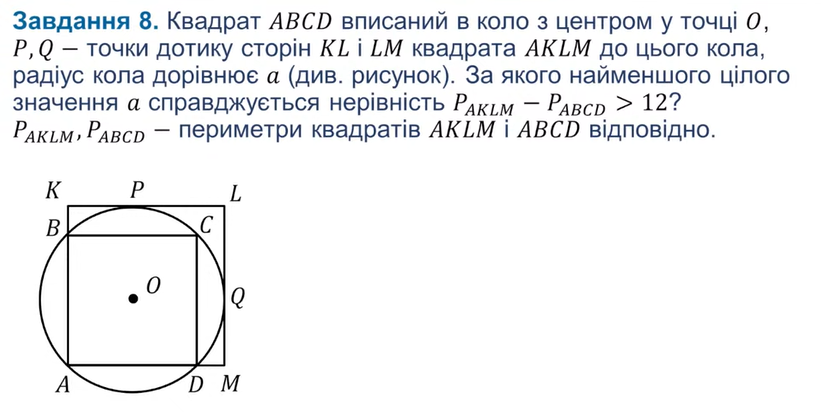 Завдання 8. Квадрат ABCD вписаний в коло з центром у точці O,
P, Q − точки дотику сторін KL і LM квадрата AKLM до цього кола,
радіус кола дорівнює a (див. рисунок). За якого найменшого цілого
значення a справджується нерівність P_AKLM − P_ABCD > 12?
P_AKLM, P_ABCD − периметри квадратів AKLM і ABCD відповідно.
K P L
B C
O
Q
A D M